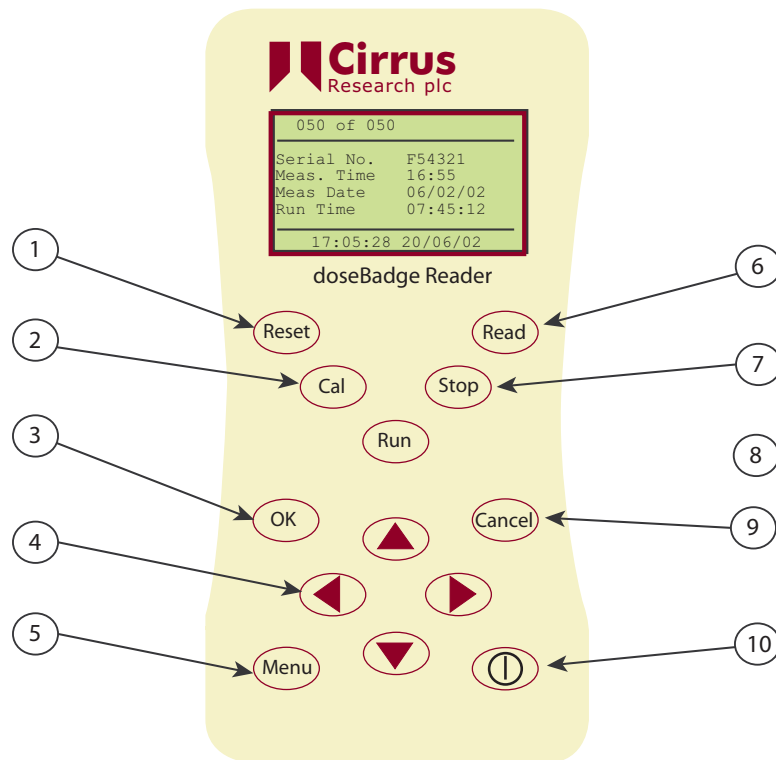 Cirrus
Research plc
050 of 050
Serial No. F54321
Meas. Time 16:55
Meas Date 06/02/02
Run Time 07:45:12
17:05:28 20/06/02
doseBadge Reader
1
6
Reset
Read
2
7
Cal
Stop
3
Run
8
OK
Cancel
9
4
5
Menu
10